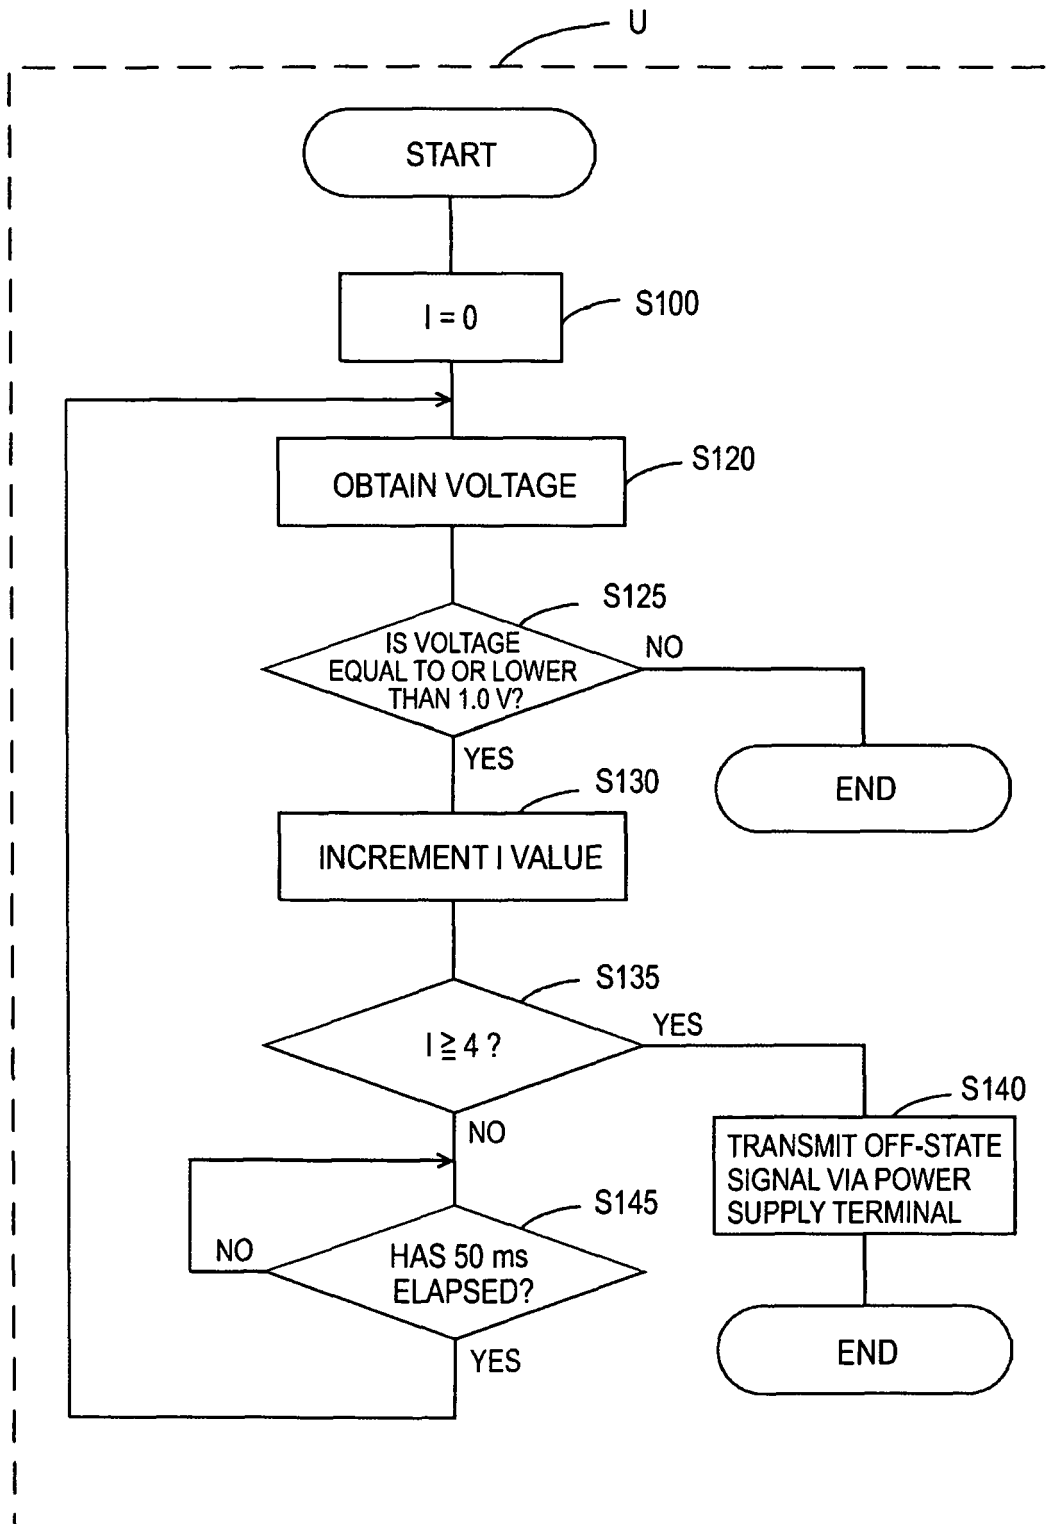 U
START
I = 0
S100
OBTAIN VOLTAGE
S120
S125
IS VOLTAGE
EQUAL TO OR LOWER
THAN 1.0 V?
NO
YES
END
S130
INCREMENT I VALUE
S135
I ≧ 4 ?
YES
NO
S140
TRANSMIT OFF-STATE
SIGNAL VIA POWER
SUPPLY TERMINAL
S145
HAS 50 ms
ELAPSED?
NO
YES
END